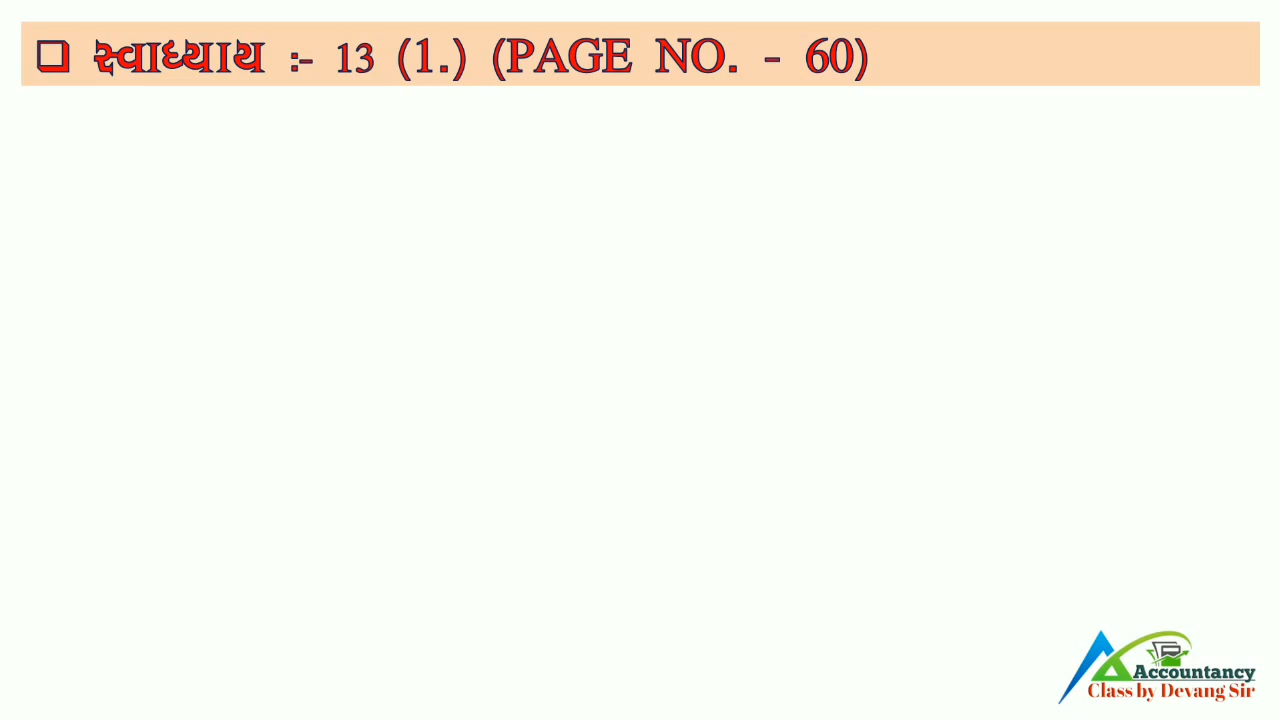 ❑ સ્વાધ્યાય :- 13 (1.) (PAGE NO. - 60)
Accountancy
Class by Devang Sir